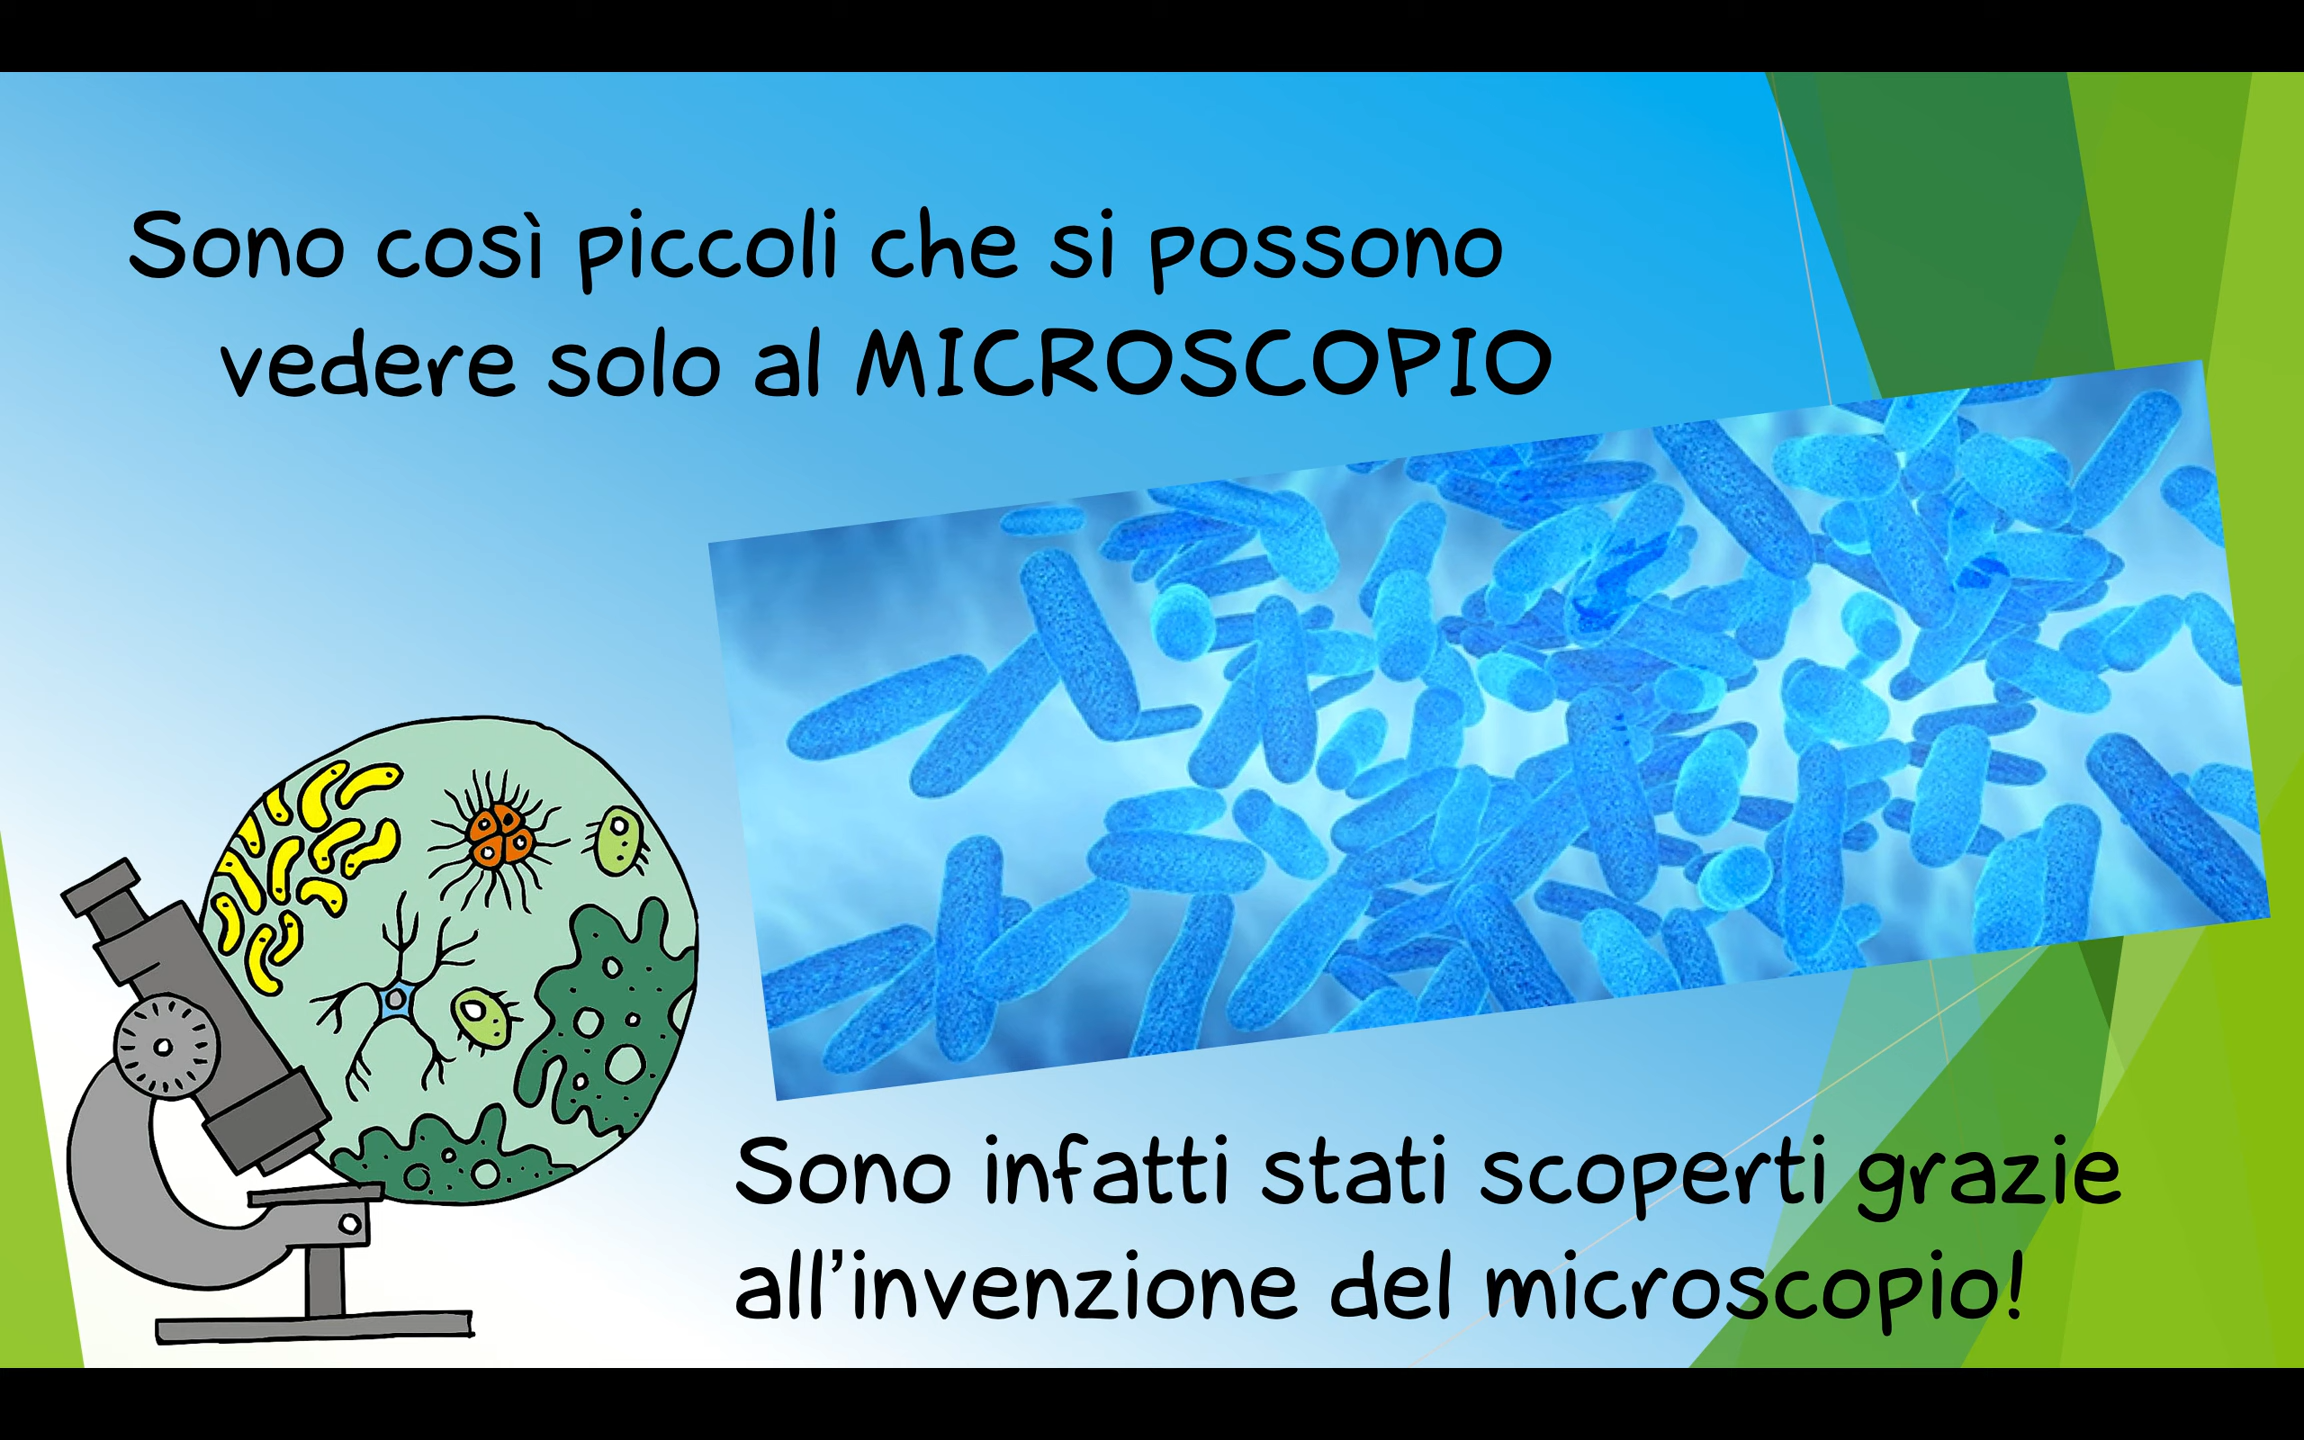 Sono così piccoli che si possono
vedere solo al MICROSCOPIO
Sono infatti stati scoperti grazie
all’invenzione del microscopio!